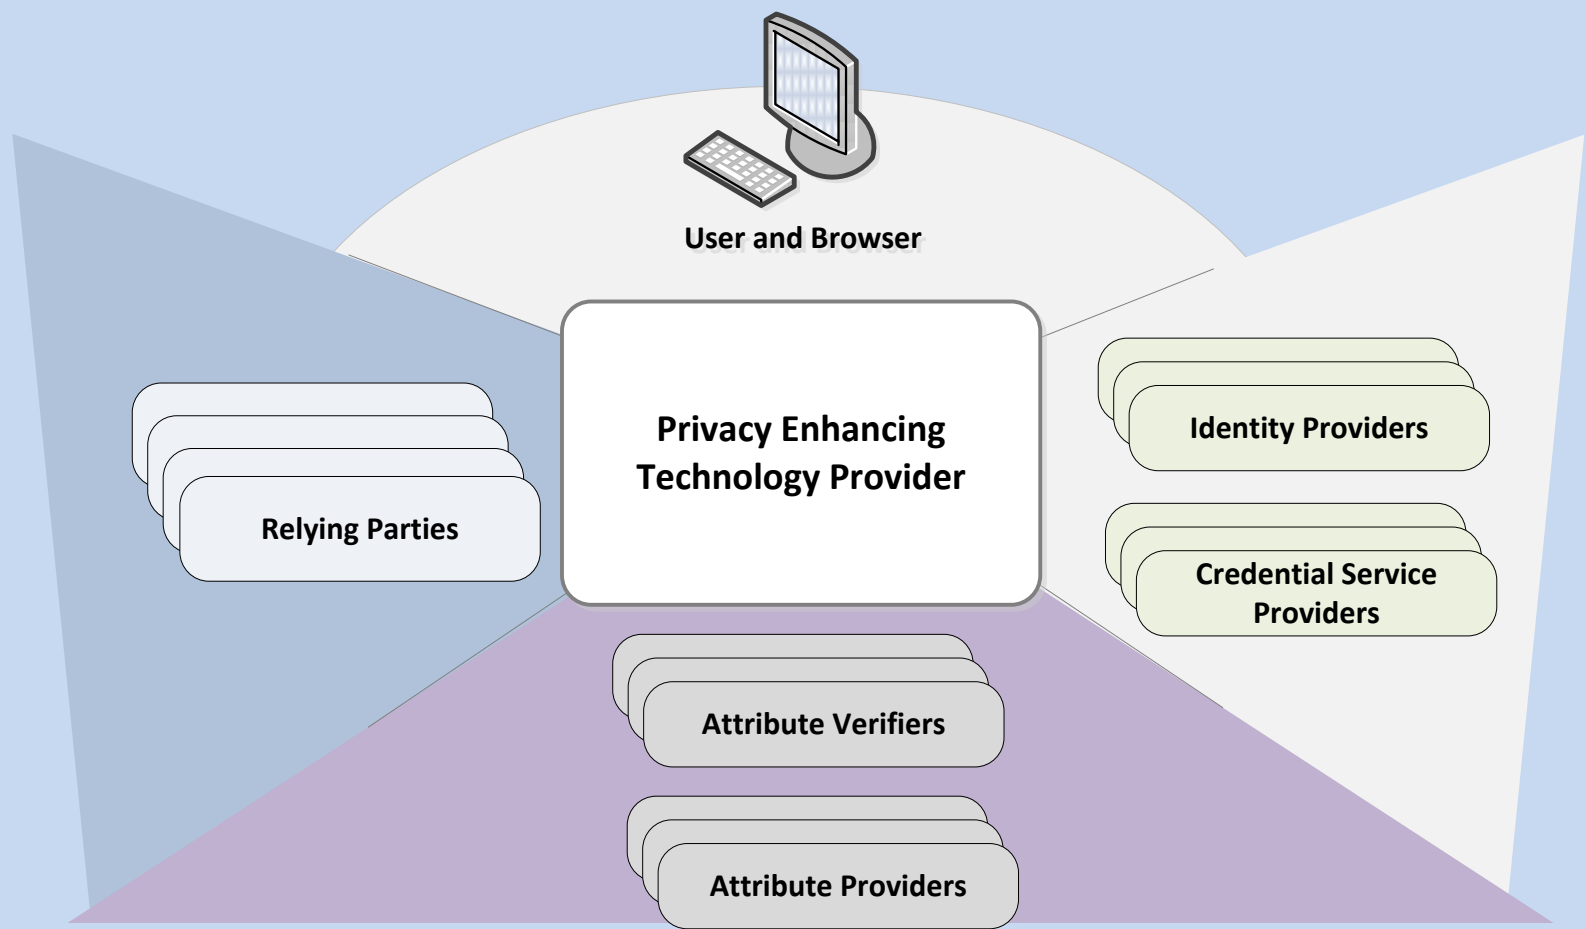 User and Browser
Privacy Enhancing
Technology Provider
Relying Parties
Identity Providers
Credential Service
Providers
Attribute Verifiers
Attribute Providers